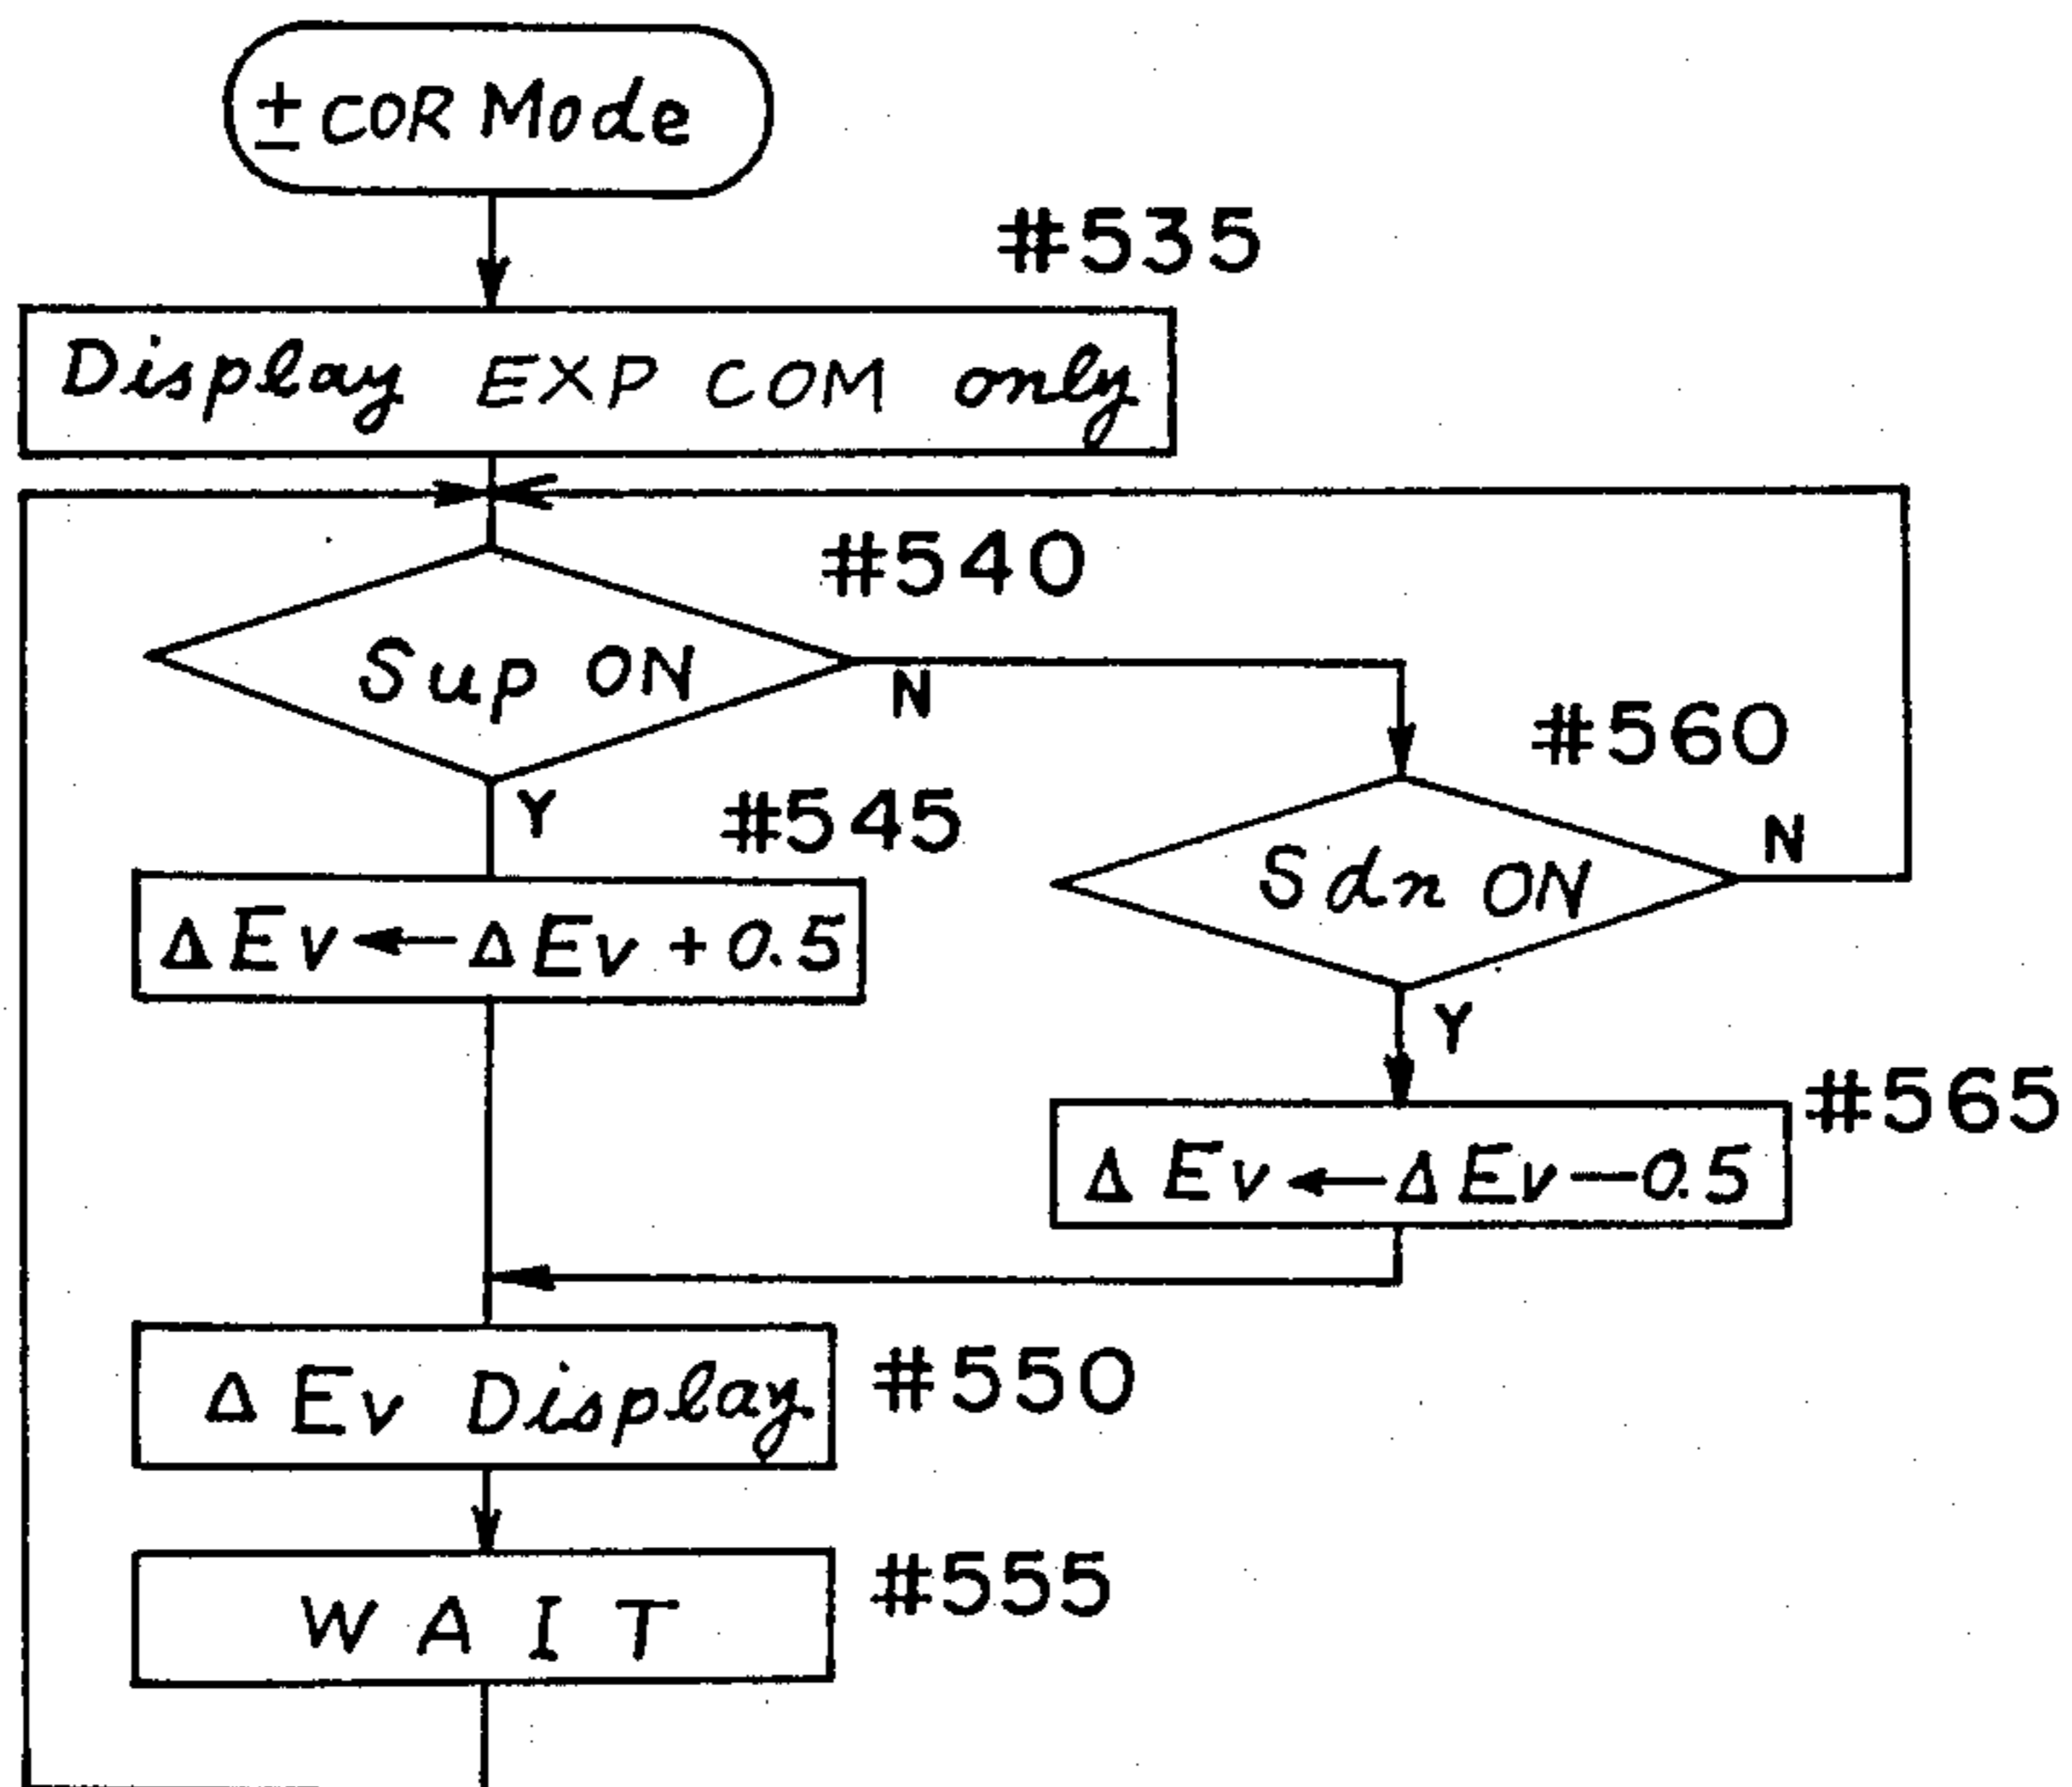 ± COR Mode
#535
Display EXP COM only
#540
Sup ON
N
Y
#560
#545
Sdn ON
N
ΔEv ← ΔEv + 0.5
Y
#565
ΔEv ← ΔEv — 0.5
ΔEv Display
#550
WAIT
#555